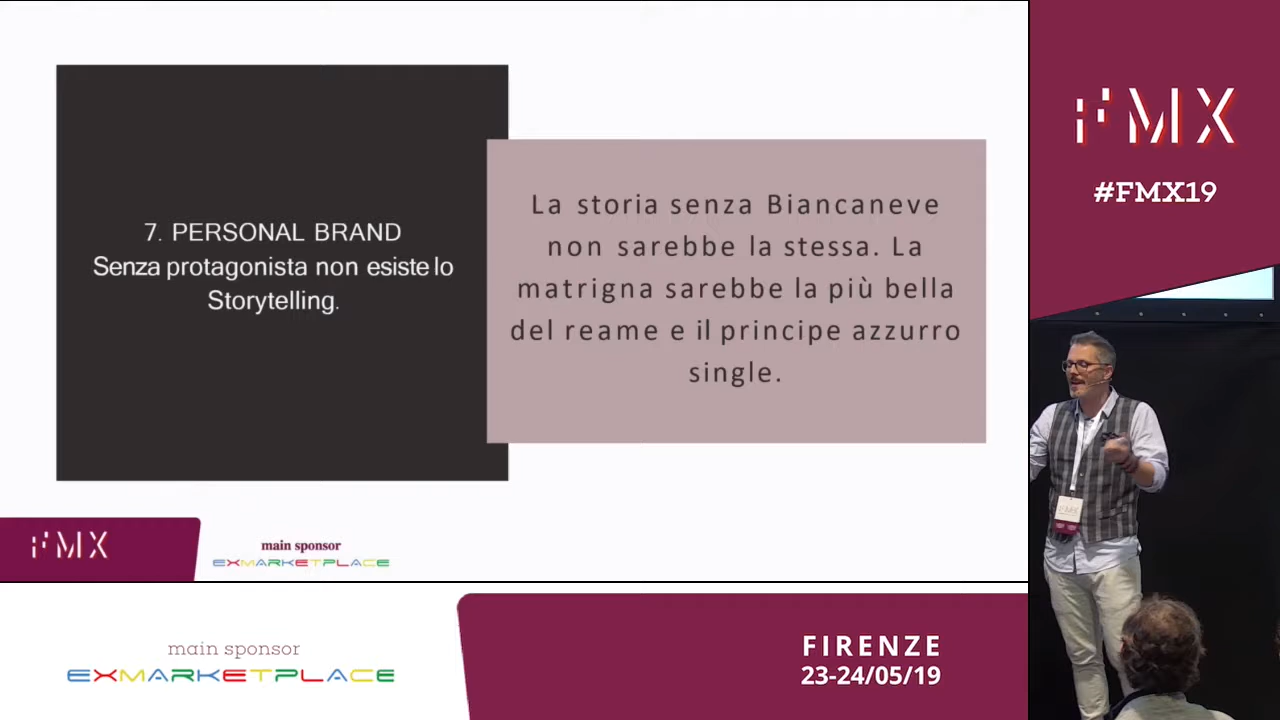 7. PERSONAL BRAND
Senza protagonista non esiste lo
Storytelling.
La storia senza Biancaneve
non sarebbe la stessa. La
matrigna sarebbe la più bella
del reame e il principe azzurro
single.
FMX
main sponsor
EXMARKETPLACE
main sponsor
EXMARKETPLACE
FIRENZE
23-24/05/19
FMX
#FMX19
FMX